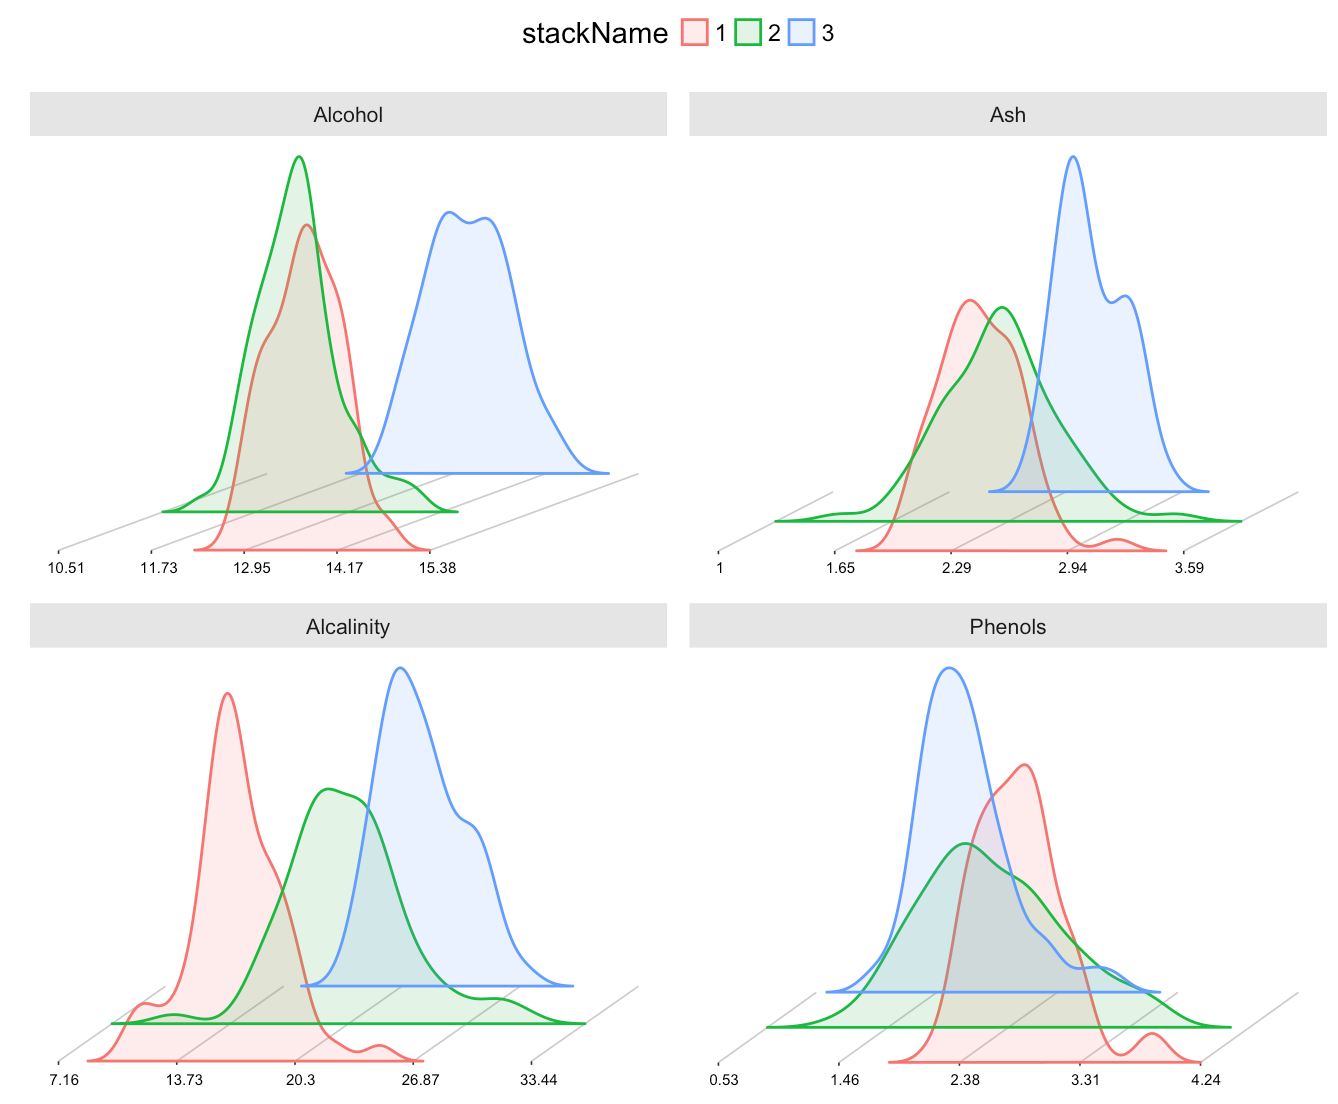 stackName 1 2 3
Alcohol
10.51 11.73 12.95 14.17 15.38
Ash
1 1.65 2.29 2.94 3.59
Alcalinity
7.16 13.73 20.3 26.87 33.44
Phenols
0.53 1.46 2.38 3.31 4.24